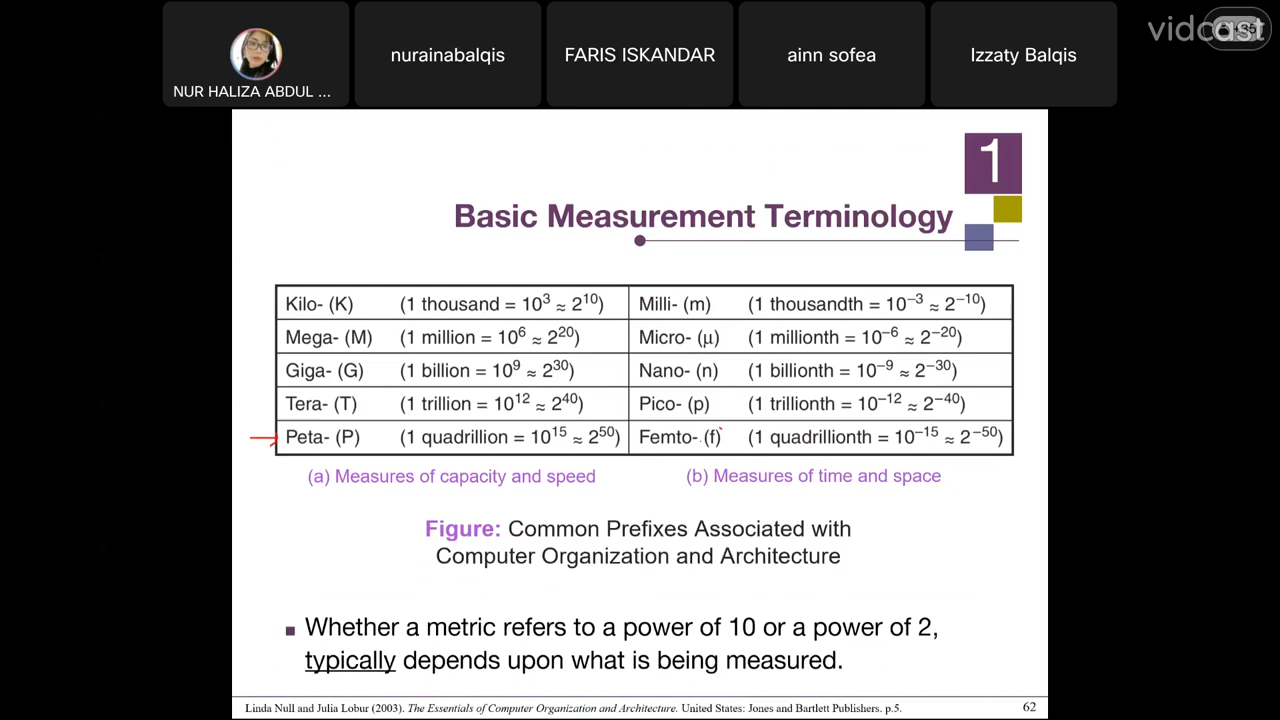 vidcast
NUR HALIZA ABDUL ...
nurainabalqis
FARIS ISKANDAR
ainn sofea
Izzaty Balqis
1
Basic Measurement Terminology
Kilo- (K) (1 thousand = 10³ ≈ 2¹⁰) Milli- (m) (1 thousandth = 10⁻³ ≈ 2⁻¹⁰)
Mega- (M) (1 million = 10⁶ ≈ 2²⁰) Micro- (μ) (1 millionth = 10⁻⁶ ≈ 2⁻²⁰)
Giga- (G) (1 billion = 10⁹ ≈ 2³⁰) Nano- (n) (1 billionth = 10⁻⁹ ≈ 2⁻³⁰)
Tera- (T) (1 trillion = 10¹² ≈ 2⁴⁰) Pico- (p) (1 trillionth = 10⁻¹² ≈ 2⁻⁴⁰)
Peta- (P) (1 quadrillion = 10¹⁵ ≈ 2⁵⁰) Femto- (f) (1 quadrillionth = 10⁻¹⁵ ≈ 2⁻⁵⁰)
(a) Measures of capacity and speed (b) Measures of time and space
Figure: Common Prefixes Associated with
Computer Organization and Architecture
Whether a metric refers to a power of 10 or a power of 2,
typically depends upon what is being measured.
Linda Null and Julia Lobur (2003). The Essentials of Computer Organization and Architecture. United States: Jones and Bartlett Publishers. p.5. 62